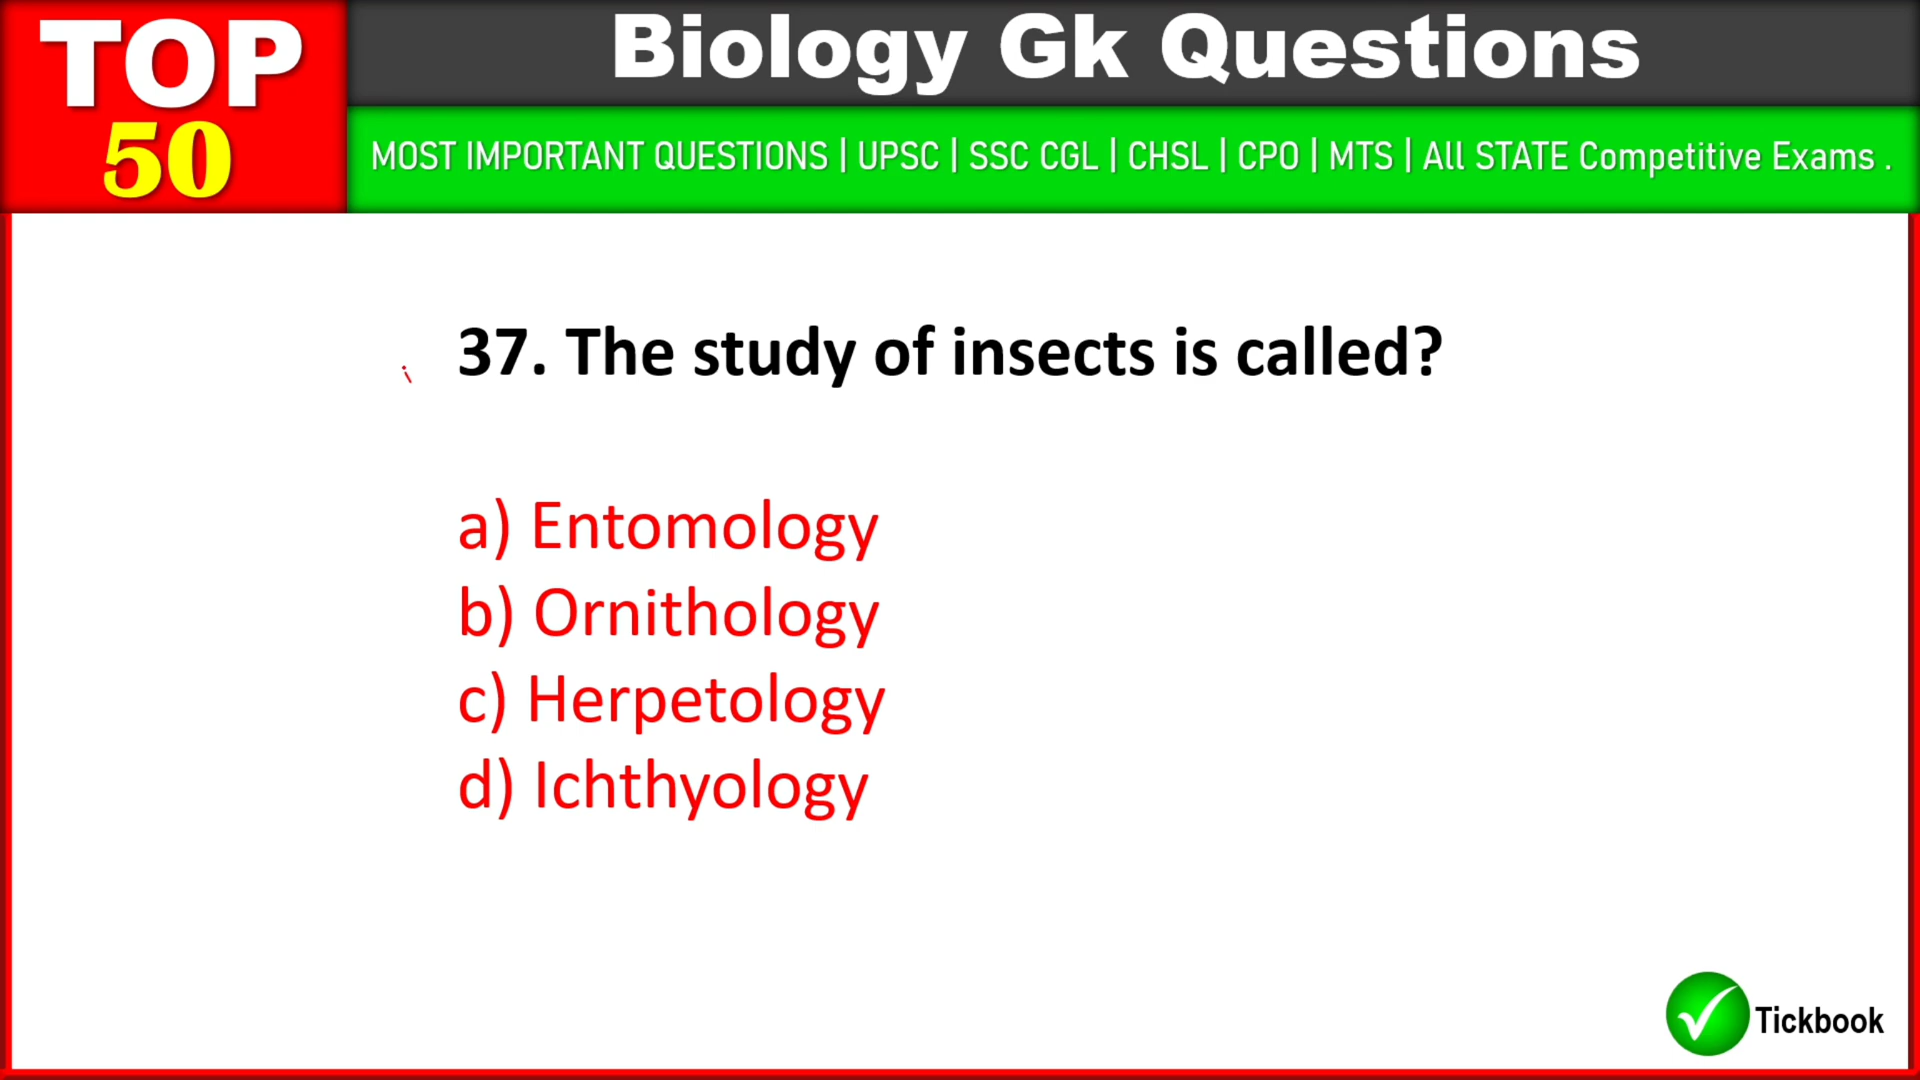 TOP
50
Biology Gk Questions
MOST IMPORTANT QUESTIONS | UPSC | SSC CGL | CHSL | CPO | MTS | All STATE Competitive Exams .
37. The study of insects is called?
a) Entomology
b) Ornithology
c) Herpetology
d) Ichthyology
Tickbook